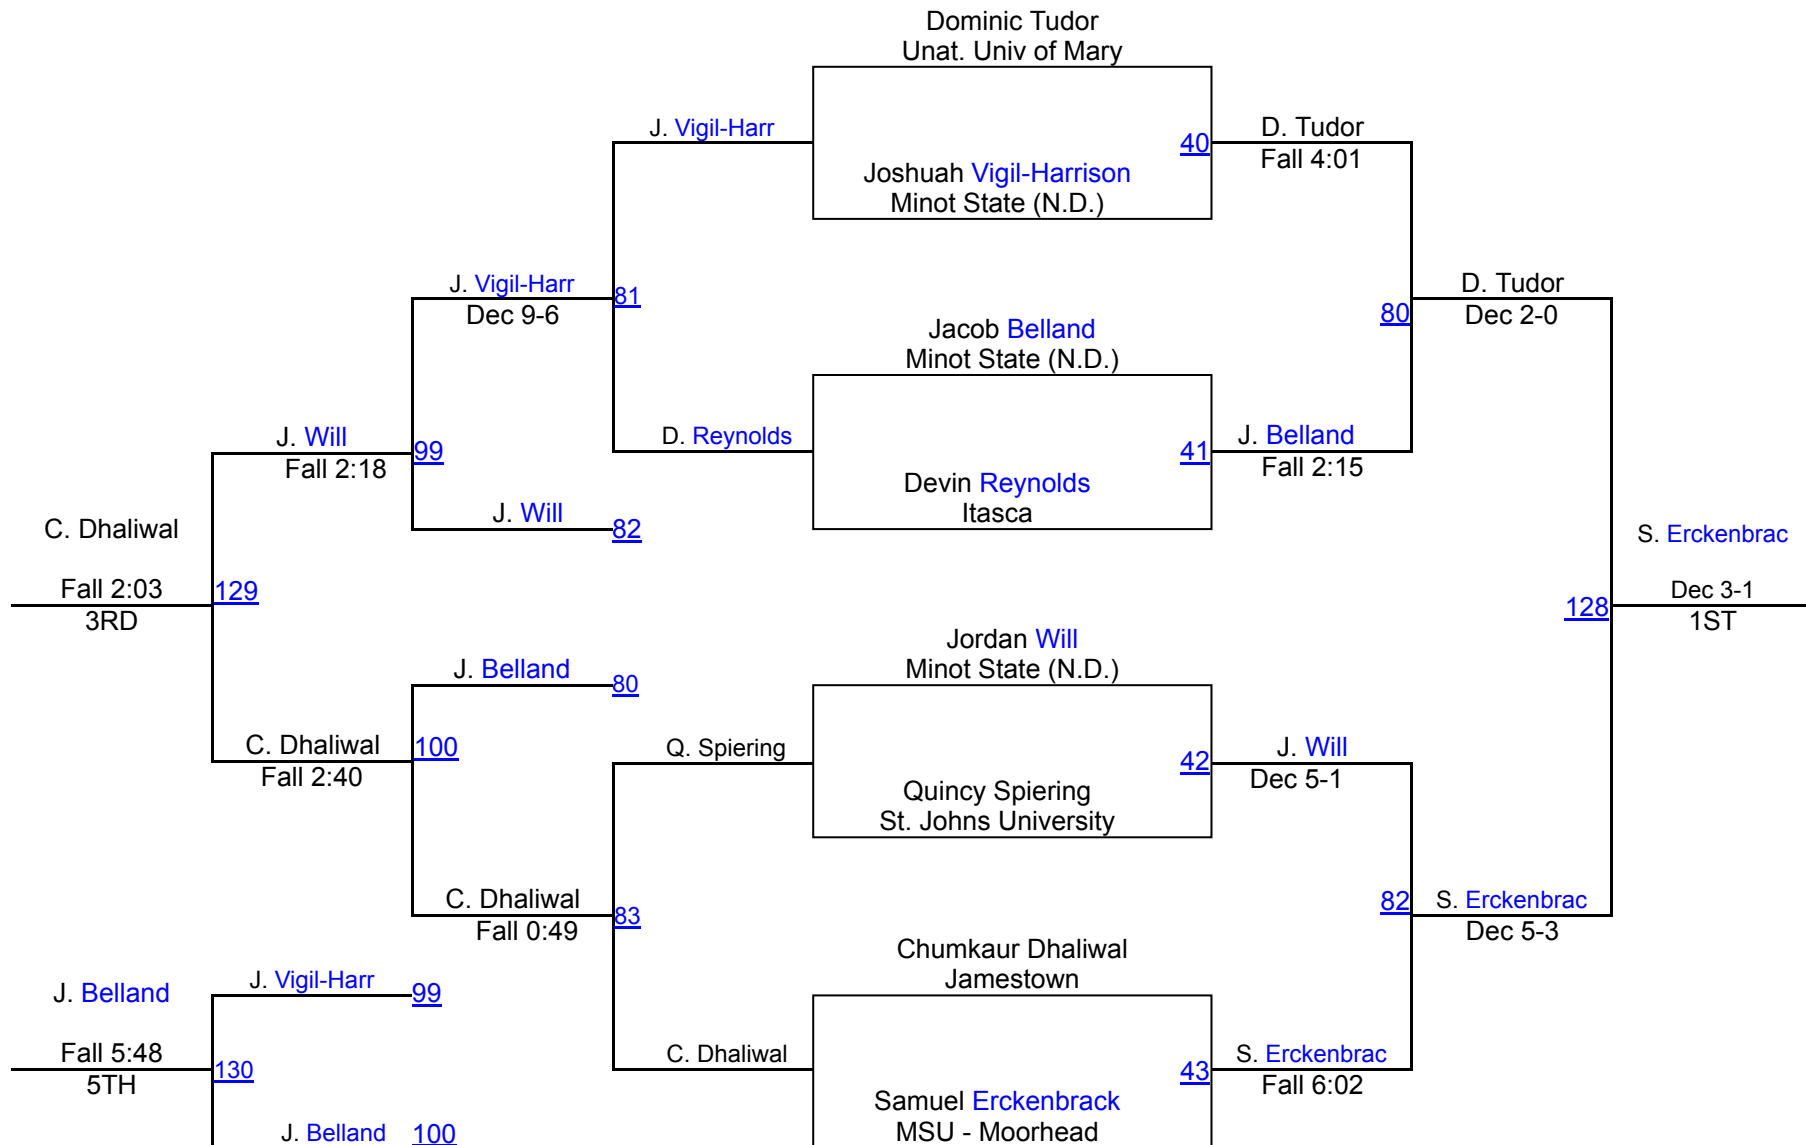 Dominic Tudor
Unat. Univ of Mary
J. Vigil-Harr
40
D. Tudor
Fall 4:01
Joshuah Vigil-Harrison
Minot State (N.D.)
J. Vigil-Harr
Dec 9-6
81
80
D. Tudor
Dec 2-0
Jacob Belland
Minot State (N.D.)
J. Will
Fall 2:18
99
D. Reynolds
41
J. Belland
Fall 2:15
Devin Reynolds
Itasca
J. Will
82
C. Dhaliwal
Fall 2:03
3RD
129
S. Erckenbrac
Dec 3-1
1ST
128
Jordan Will
Minot State (N.D.)
J. Belland
80
C. Dhaliwal
Fall 2:40
100
Q. Spiering
42
J. Will
Dec 5-1
Quincy Spiering
St. Johns University
C. Dhaliwal
Fall 0:49
83
82
S. Erckenbrac
Dec 5-3
Chumkaur Dhaliwal
Jamestown
J. Belland
Fall 5:48
5TH
J. Vigil-Harr
99
130
C. Dhaliwal
43
S. Erckenbrac
Fall 6:02
Samuel Erckenbrack
MSU - Moorhead
J. Belland
100